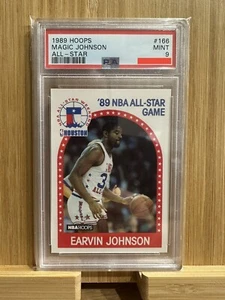 1989 HOOPS #166
MAGIC JOHNSON MINT
ALL-STAR 9
PSA
'89 NBA ALL-STAR
GAME
HOUSTON
3
NBA HOOPS
EARVIN JOHNSON